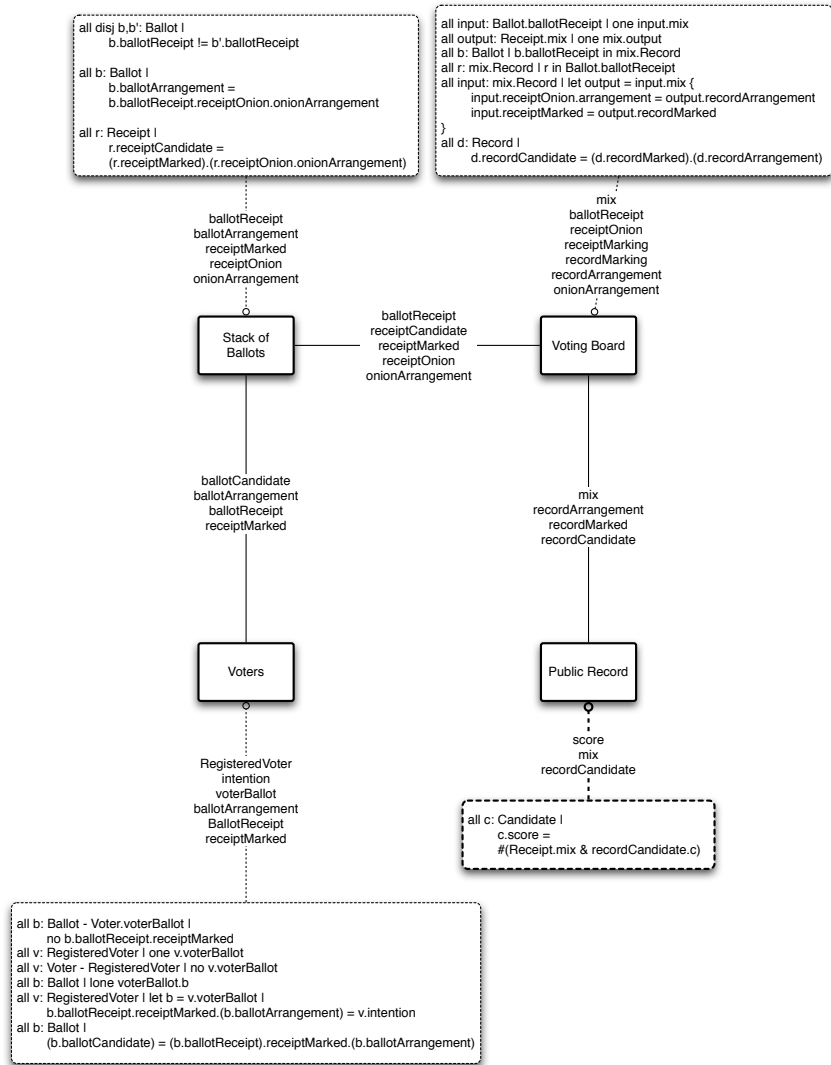 all disj b,b': Ballot |
b.ballotReceipt != b'.ballotReceipt
all b: Ballot |
b.ballotArrangement =
b.ballotReceipt.receiptOnion.onionArrangement
all r: Receipt |
r.receiptCandidate =
(r.receiptMarked).(r.receiptOnion.onionArrangement)
all input: Ballot.ballotReceipt | one input.mix
all output: Receipt.mix | one mix.output
all b: Ballot | b.ballotReceipt in mix.Record
all r: mix.Record | r in Ballot.ballotReceipt
all input: mix.Record | let output = input.mix {
input.receiptOnion.arrangement = output.recordArrangement
input.receiptMarked = output.recordMarked
}
all d: Record |
d.recordCandidate = (d.recordMarked).(d.recordArrangement)
ballotReceipt
ballotArrangement
receiptMarked
receiptOnion
onionArrangement
mix
ballotReceipt
receiptOnion
receiptMarking
recordMarking
recordArrangement
onionArrangement
Stack of
Ballots
ballotReceipt
receiptCandidate
receiptMarked
receiptOnion
onionArrangement
Voting Board
ballotCandidate
ballotArrangement
ballotReceipt
receiptMarked
mix
recordArrangement
recordMarked
recordCandidate
Voters
Public Record
RegisteredVoter
intention
voterBallot
ballotArrangement
BallotReceipt
receiptMarked
score
mix
recordCandidate
all c: Candidate |
c.score =
#(Receipt.mix & recordCandidate.c)
all b: Ballot - Voter.voterBallot |
no b.ballotReceipt.receiptMarked
all v: RegisteredVoter | one v.voterBallot
all v: Voter - RegisteredVoter | no v.voterBallot
all b: Ballot | lone voterBallot.b
all v: RegisteredVoter | let b = v.voterBallot |
b.ballotReceipt.receiptMarked.(b.ballotArrangement) = v.intention
all b: Ballot |
(b.ballotCandidate) = (b.ballotReceipt).receiptMarked.(b.ballotArrangement)